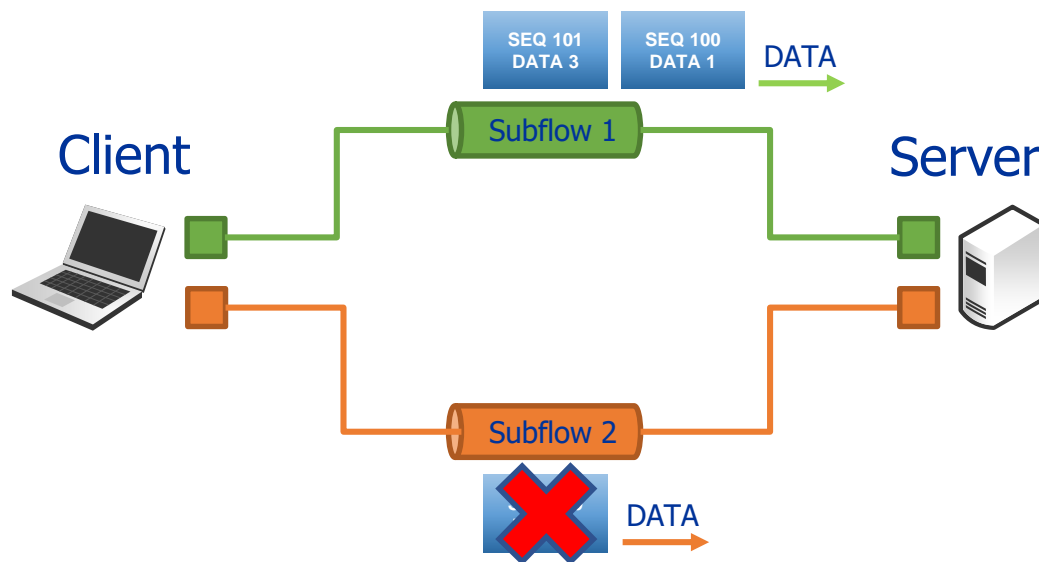 SEQ 101
DATA 3
SEQ 100
DATA 1
DATA
Subflow 1
Client
Server
Subflow 2
DATA